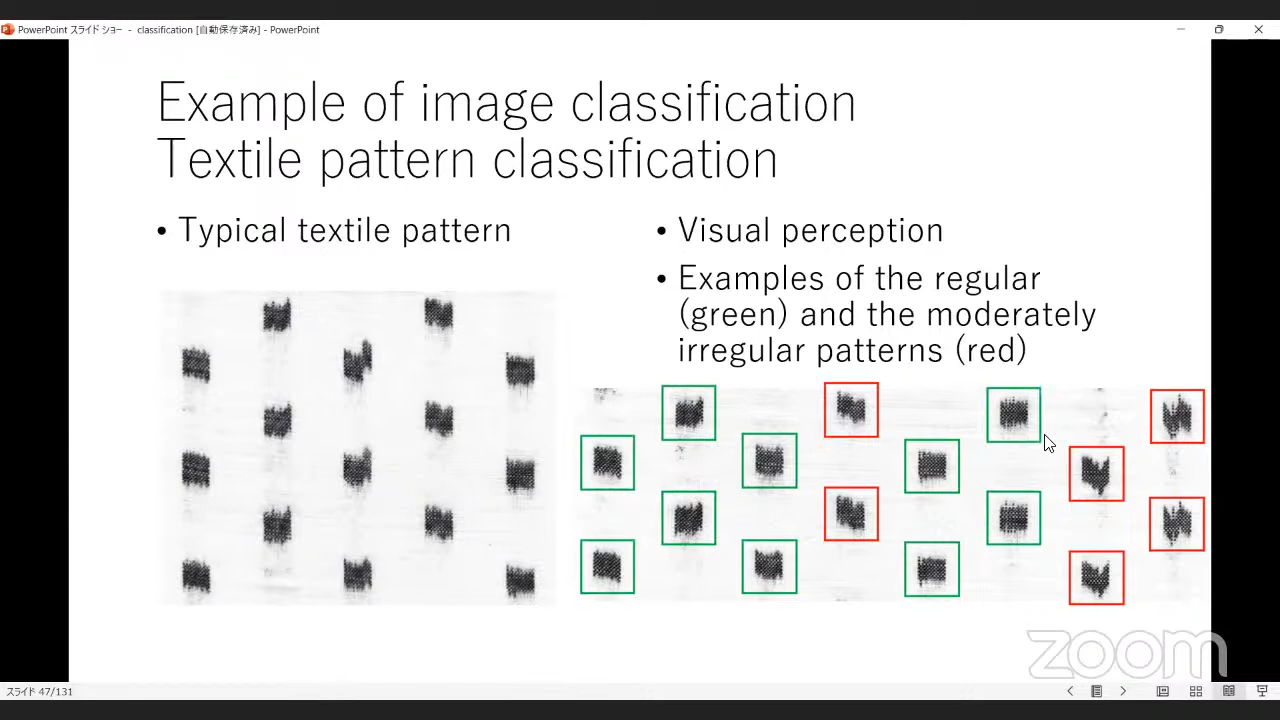 PowerPoint スライド ショー - classification [自動保存済み] - PowerPoint
Example of image classification
Textile pattern classification
• Typical textile pattern
• Visual perception
• Examples of the regular
(green) and the moderately
irregular patterns (red)
zoom
スライド 47/131